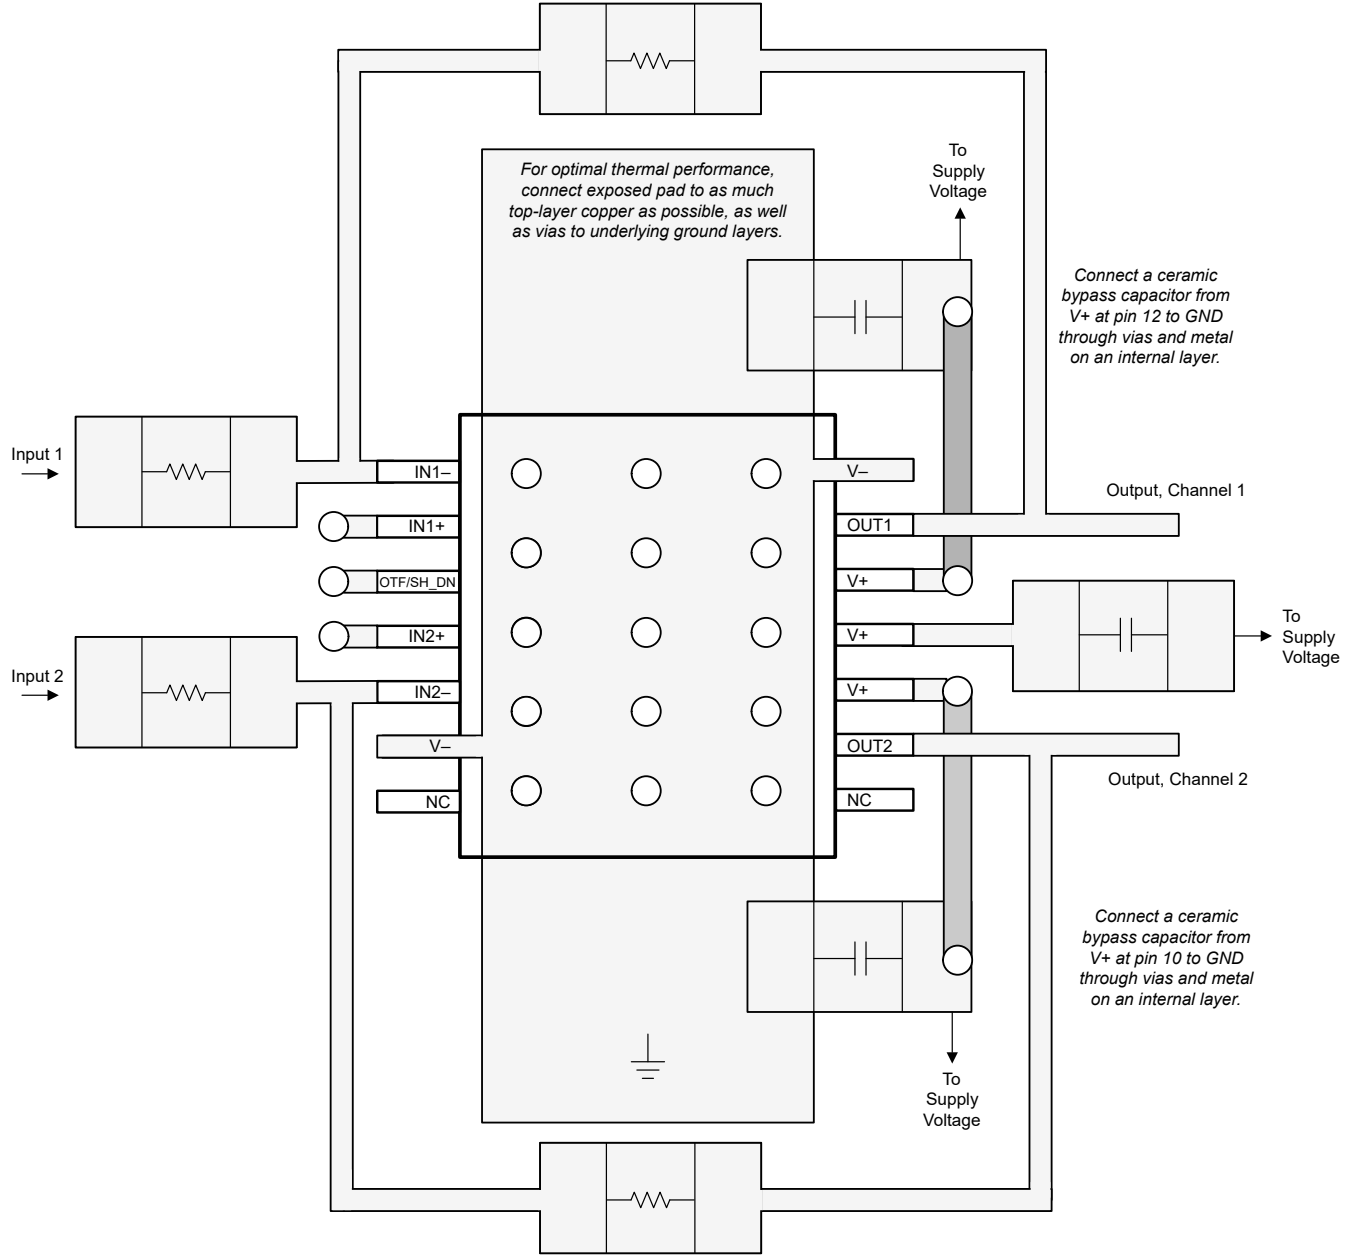 For optimal thermal performance,
connect exposed pad to as much
top-layer copper as possible, as well
as vias to underlying ground layers.
To
Supply
Voltage
Connect a ceramic
bypass capacitor from
V+ at pin 12 to GND
through vias and metal
on an internal layer.
Input 1
IN1–
IN1+
OTF/SH_DN
IN2+
Input 2
IN2–
V–
NC
V–
OUT1
V+
V+
V+
OUT2
NC
Output, Channel 1
To
Supply
Voltage
Output, Channel 2
Connect a ceramic
bypass capacitor from
V+ at pin 10 to GND
through vias and metal
on an internal layer.
To
Supply
Voltage